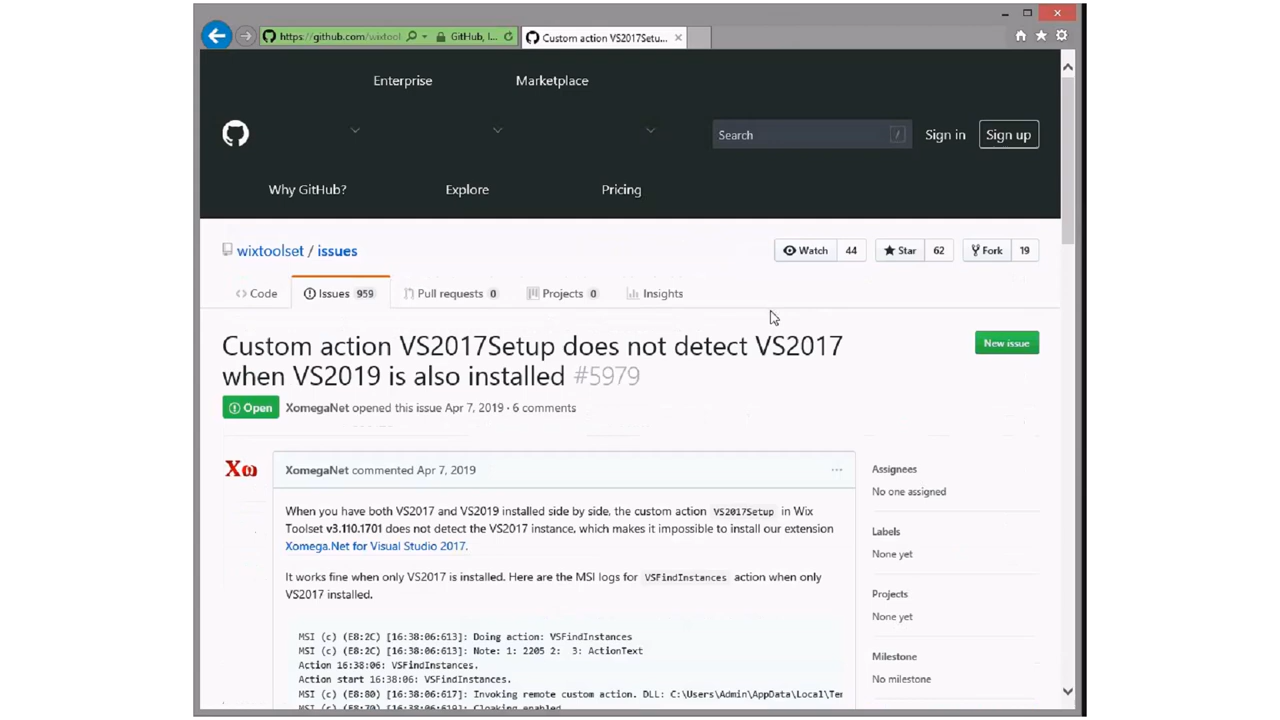 https://github.com/wixtool GitHub, I... Custom action VS2017Setu...
Enterprise Marketplace
Search / Sign in Sign up
Why GitHub? Explore Pricing
wixtoolset / issues Watch 44 Star 62 Fork 19
Code Issues 959 Pull requests 0 Projects 0 Insights
Custom action VS2017Setup does not detect VS2017
when VS2019 is also installed #5979
New issue
Open XomegaNet opened this issue Apr 7, 2019 · 6 comments
Xω XomegaNet commented Apr 7, 2019 ...
When you have both VS2017 and VS2019 installed side by side, the custom action VS2017Setup in Wix
Toolset v3.110.1701 does not detect the VS2017 instance, which makes it impossible to install our extension
Xomega.Net for Visual Studio 2017.
It works fine when only VS2017 is installed. Here are the MSI logs for VSFindInstances action when only
VS2017 installed.
MSI (c) (E8:2C) [16:38:06:613]: Doing action: VSFindInstances
MSI (c) (E8:2C) [16:38:06:613]: Note: 1: 2205 2: 3: ActionText
Action 16:38:06: VSFindInstances.
Action start 16:38:06: VSFindInstances.
MSI (c) (E8:80) [16:38:06:617]: Invoking remote custom action. DLL: C:\Users\Admin\AppData\Local\Te
MSI (c) (E8:70) [16:38:06:619]: Cloaking enabled.
Assignees
No one assigned
Labels
None yet
Projects
None yet
Milestone
No milestone